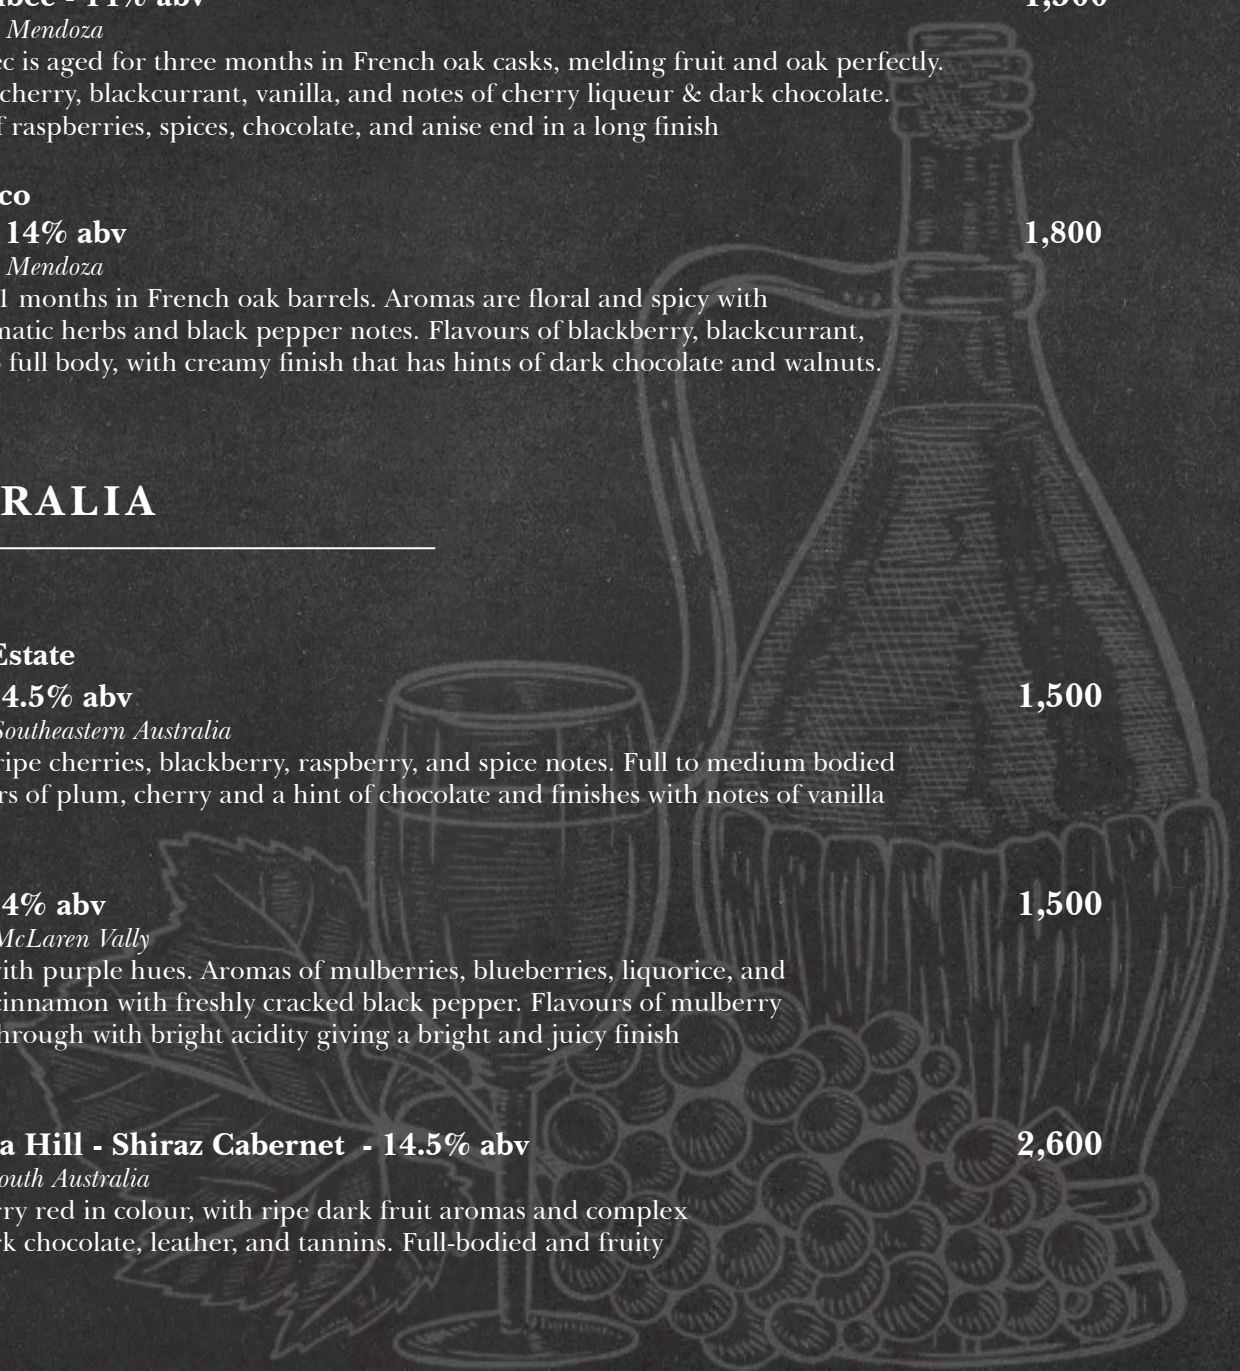 Mendoza
is aged for three months in French oak casks, melding fruit and oak perfectly.
cherry, blackcurrant, vanilla, and notes of cherry liqueur & dark chocolate.
raspberries, spices, chocolate, and anise end in a long finish
co
14% abv 1,800
Mendoza
1 months in French oak barrels. Aromas are floral and spicy with
matic herbs and black pepper notes. Flavours of blackberry, blackcurrant,
full body, with creamy finish that has hints of dark chocolate and walnuts.
RALIA
Estate
4.5% abv 1,500
Southeastern Australia
ripe cherries, blackberry, raspberry, and spice notes. Full to medium bodied
rs of plum, cherry and a hint of chocolate and finishes with notes of vanilla
4% abv 1,500
McLaren Vally
ith purple hues. Aromas of mulberries, blueberries, liquorice, and
cinnamon with freshly cracked black pepper. Flavours of mulberry
hrough with bright acidity giving a bright and juicy finish
a Hill - Shiraz Cabernet - 14.5% abv 2,600
outh Australia
rry red in colour, with ripe dark fruit aromas and complex
rk chocolate, leather, and tannins. Full-bodied and fruity